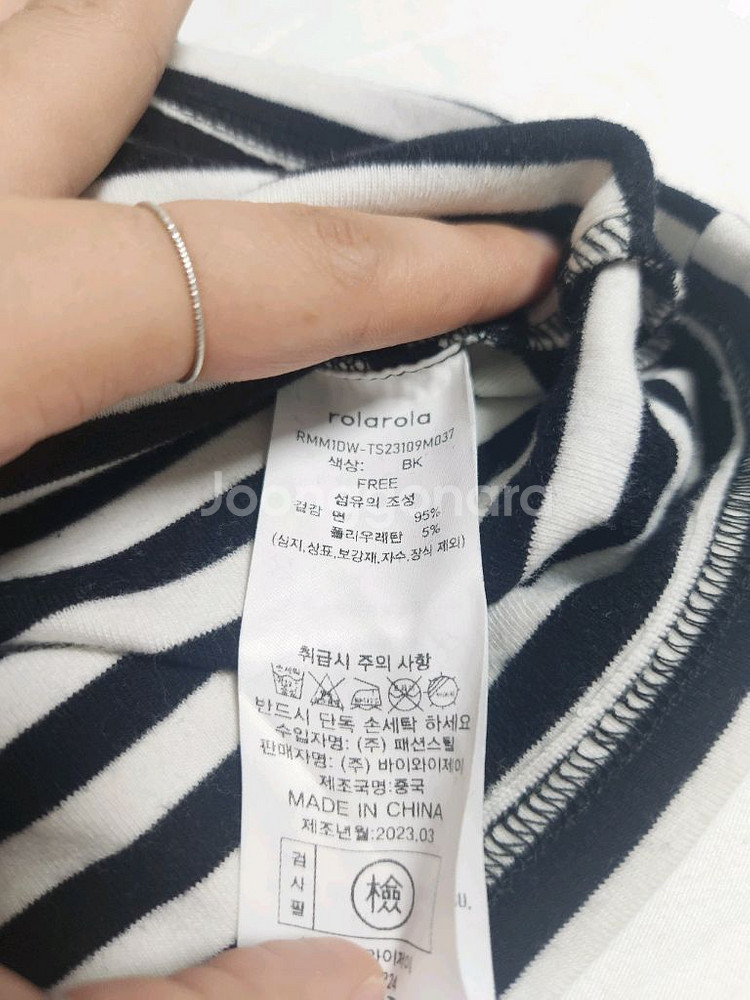 rolarola
RMM1DW-TS23109M037
색상: BK
FREE
섬유의 조성
겉감 면 95%
폴리우레탄 5%
(심지,상표,보강재,자수,장식 제외)
취급시 주의 사항
손세탁
반드시 단독 손세탁 하세요
수입자명: (주) 패션스틸
판매자명: (주) 바이와이제이
제조국명:중국
MADE IN CHINA
제조년월:2023.03
검사필
檢